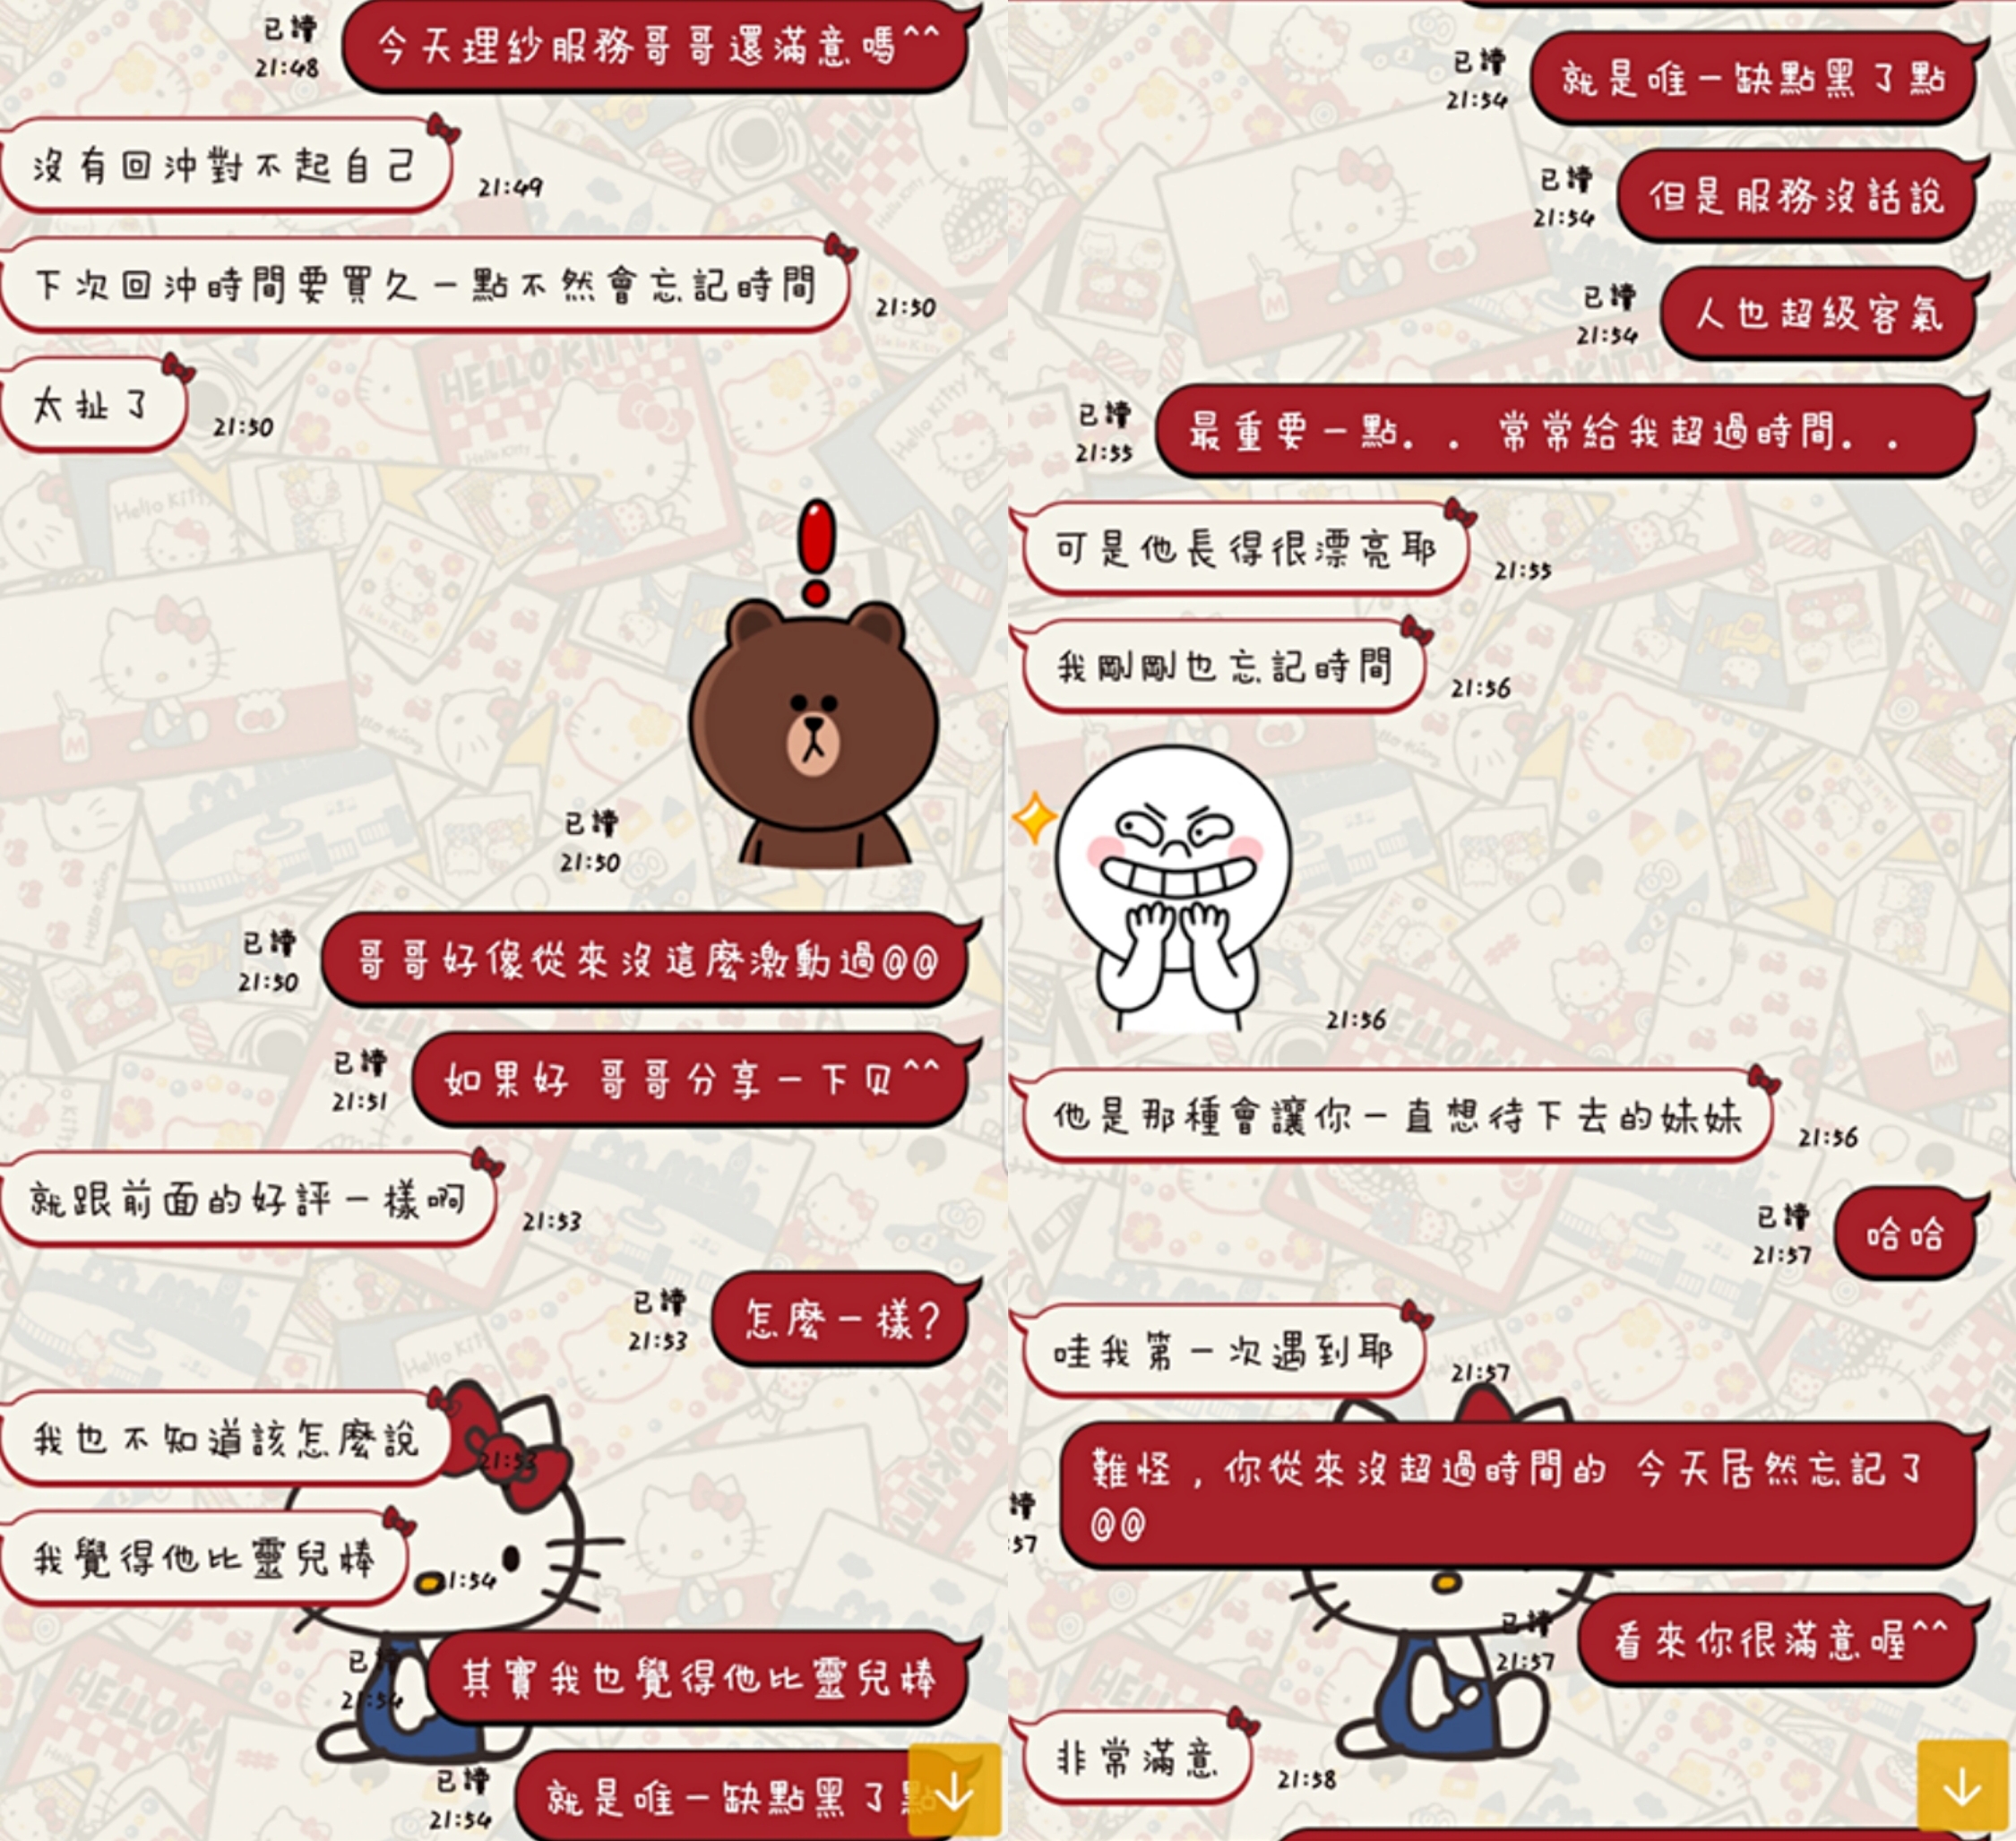 今天理紗服務哥哥還滿意嗎^^
已讀
21:48
沒有回沖對不起自己
21:49
下次回沖時間要買久一點不然會忘記時間
21:50
太扯了
21:50
已讀
21:50
哥哥好像從來沒這麼激動過@@
已讀
21:50
如果好 哥哥分享一下貝^^
已讀
21:51
就跟前面的好評一樣啊
21:53
怎麼一樣?
已讀
21:53
我也不知道該怎麼說
21:53
我覺得他比靈兒棒
21:54
其實我也覺得他比靈兒棒
已讀
21:54
就是唯一缺點黑了點
已讀
21:54
就是唯一缺點黑了點
已讀
21:54
但是服務沒話說
已讀
21:54
人也超級客氣
已讀
21:54
最重要一點。。 常常給我超過時間。。
已讀
21:55
可是他長得很漂亮耶
21:55
我剛剛也忘記時間
21:56
21:56
他是那種會讓你一直想待下去的妹妹
21:56
哈哈
已讀
21:57
哇我第一次遇到耶
21:57
難怪，你從來沒超過時間的 今天居然忘記了
@@
讀
:57
看來你很滿意喔^^
已讀
21:57
非常滿意
21:58